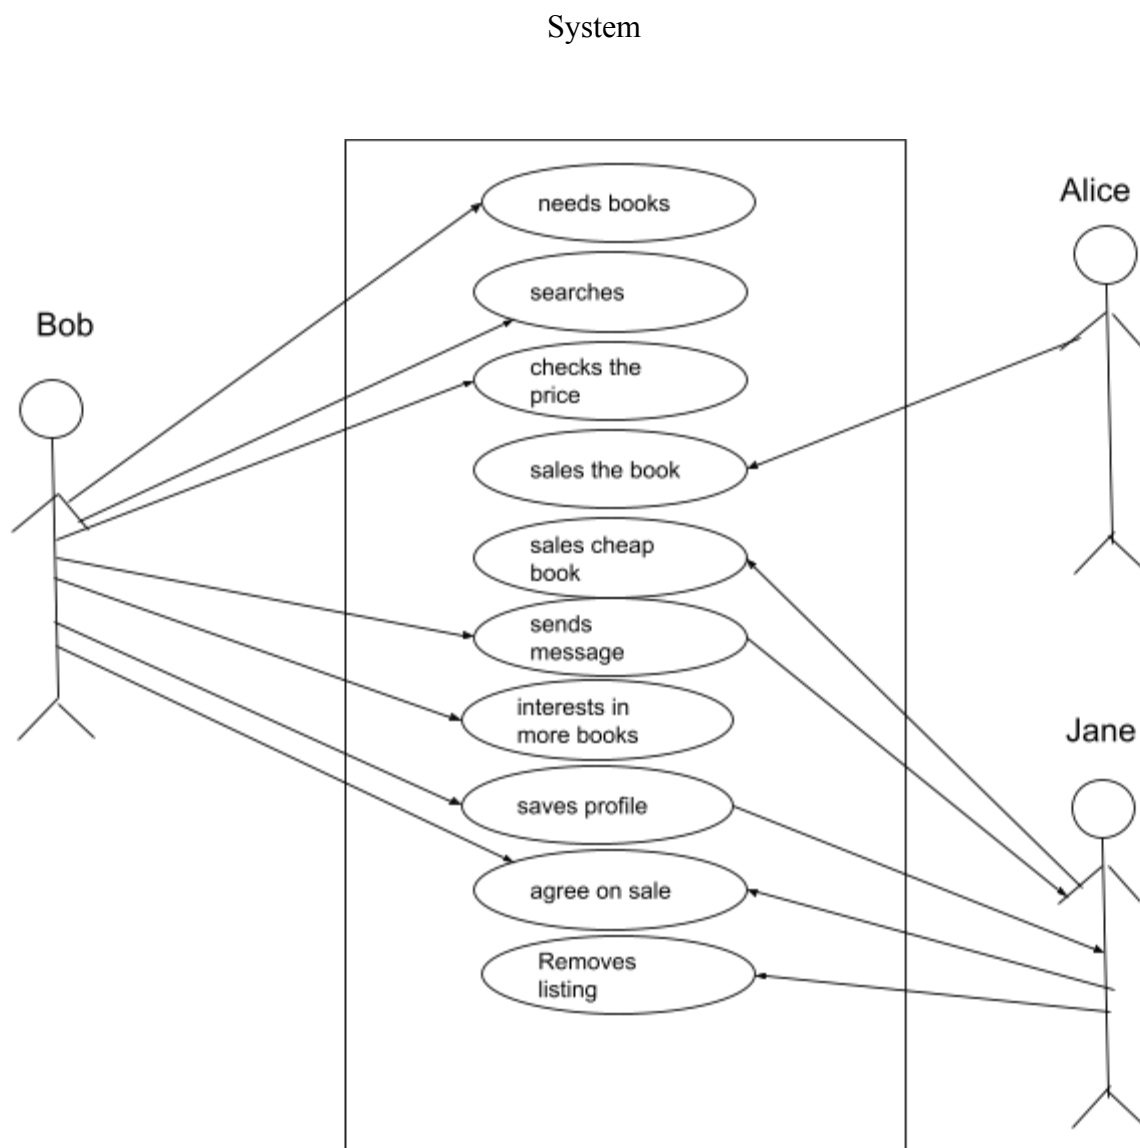 System
Alice
needs books
searches
Bob
checks the
price
sales the book
sales cheap
book
sends
message
interests in
more books
Jane
saves profile
agree on sale
Removes
listing